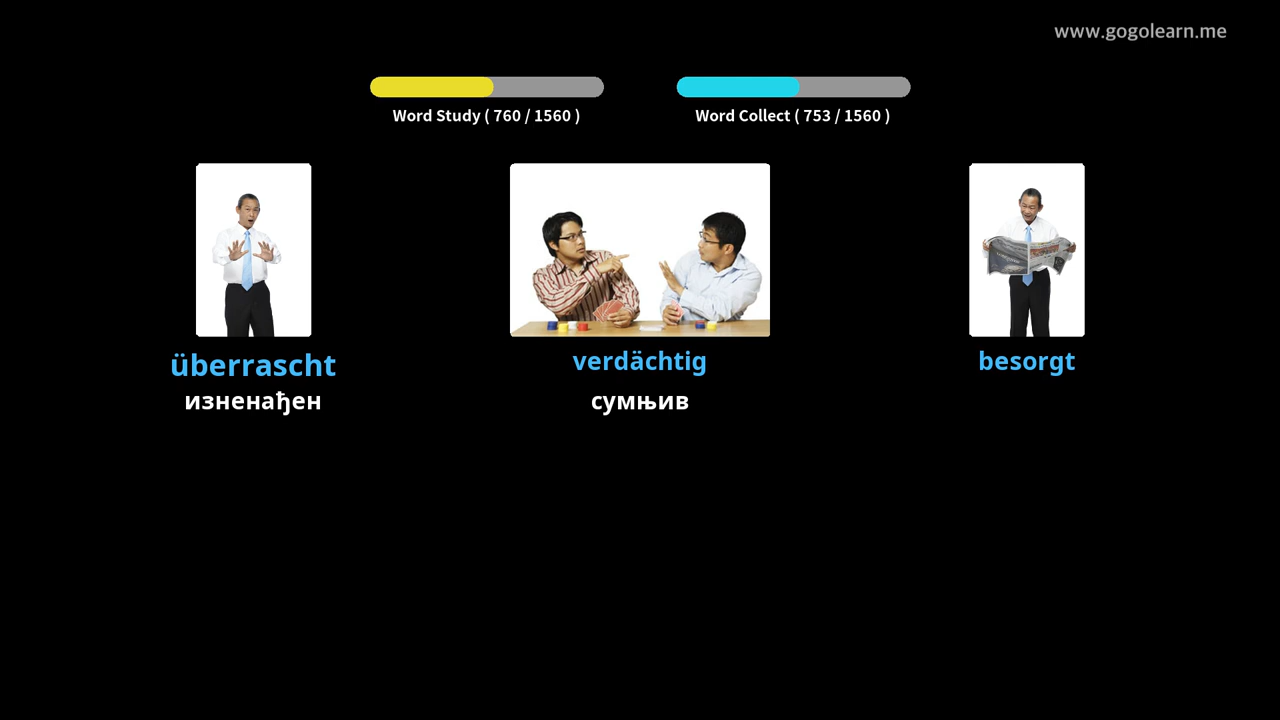 www.gogolearn.me
Word Study ( 760 / 1560 )
Word Collect ( 753 / 1560 )
überrascht
verdächtig
besorgt
изненађен
сумњив